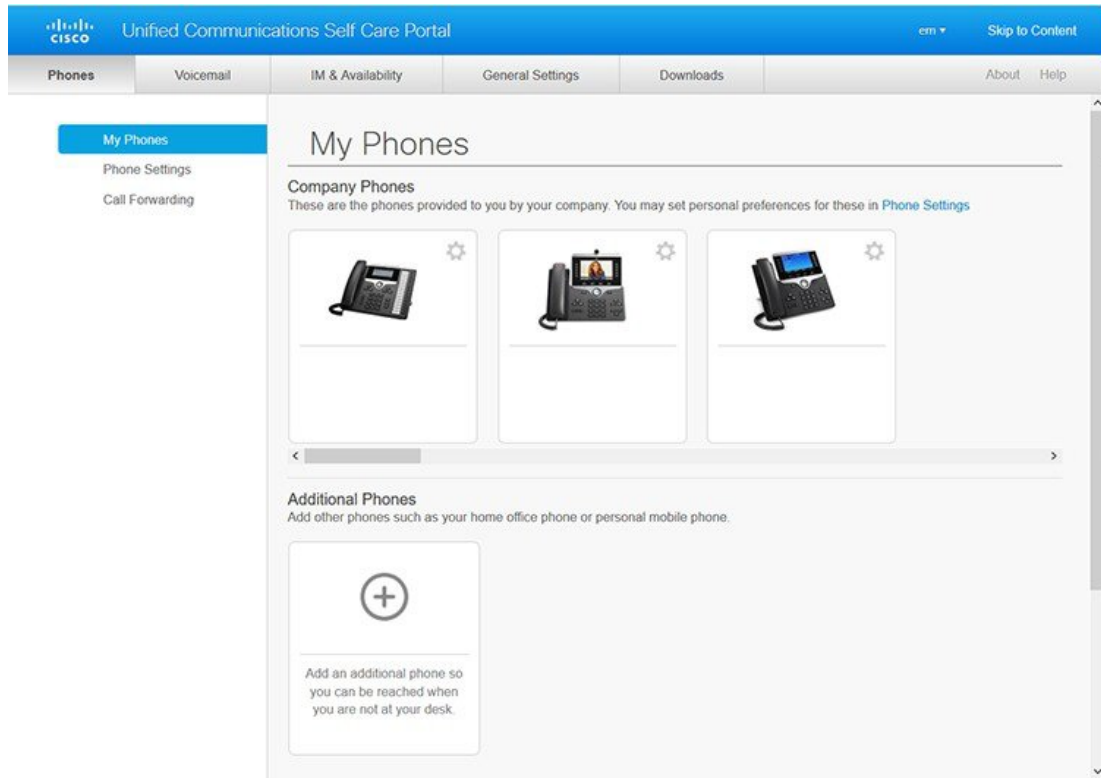 cisco
Unified Communications Self Care Portal
em
Skip to Content
Phones
Voicemail
IM & Availability
General Settings
Downloads
About
Help
My Phones
Phone Settings
Call Forwarding
My Phones
Company Phones
These are the phones provided to you by your company. You may set personal preferences for these in Phone Settings
Additional Phones
Add other phones such as your home office phone or personal mobile phone.
Add an additional phone so
you can be reached when
you are not at your desk.